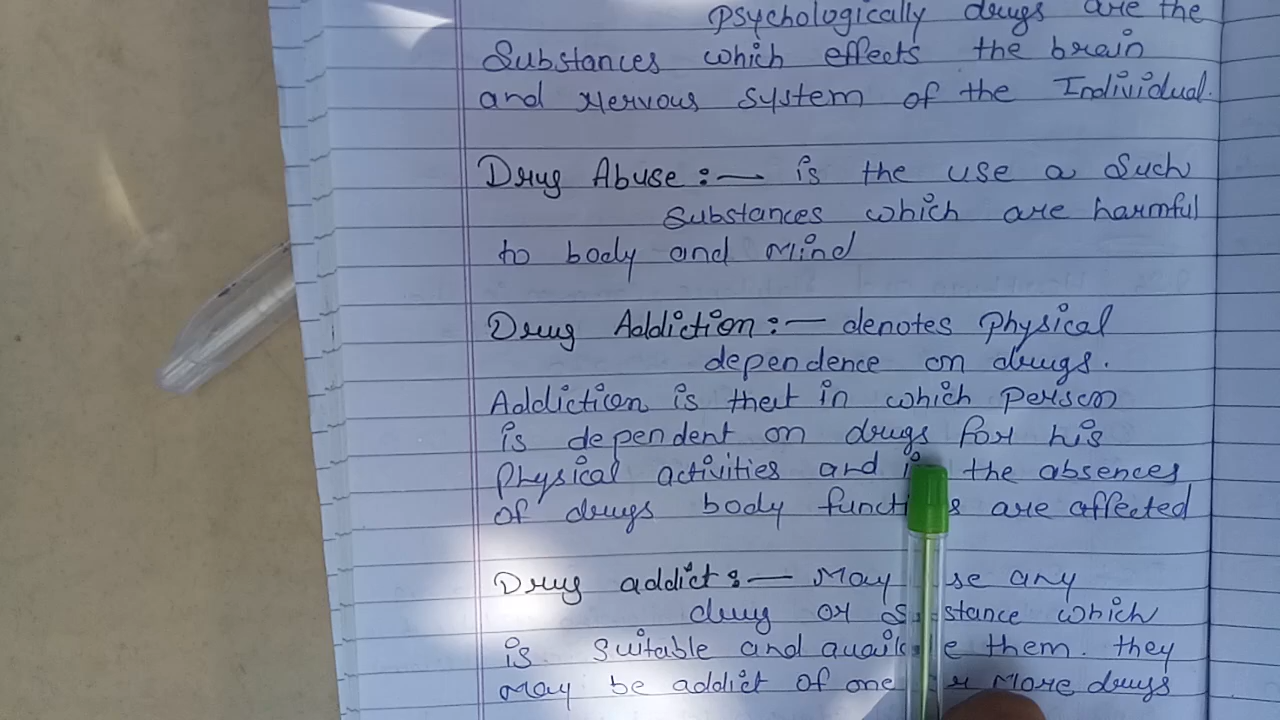 Psychologically drugs are the
Substances which effects the brain
and Nervous System of the Individual.
Drug Abuse :— is the use a Such
Substances which are harmful
to body and Mind
Drug Addiction :— denotes Physical
dependence on drugs.
Addiction is that in which Person
is dependent on drugs for his
Physical activities and the absences
of drugs body are affected
Drug addict :— May any
drug or which
is suitable and them. they
May be addict of one More drugs